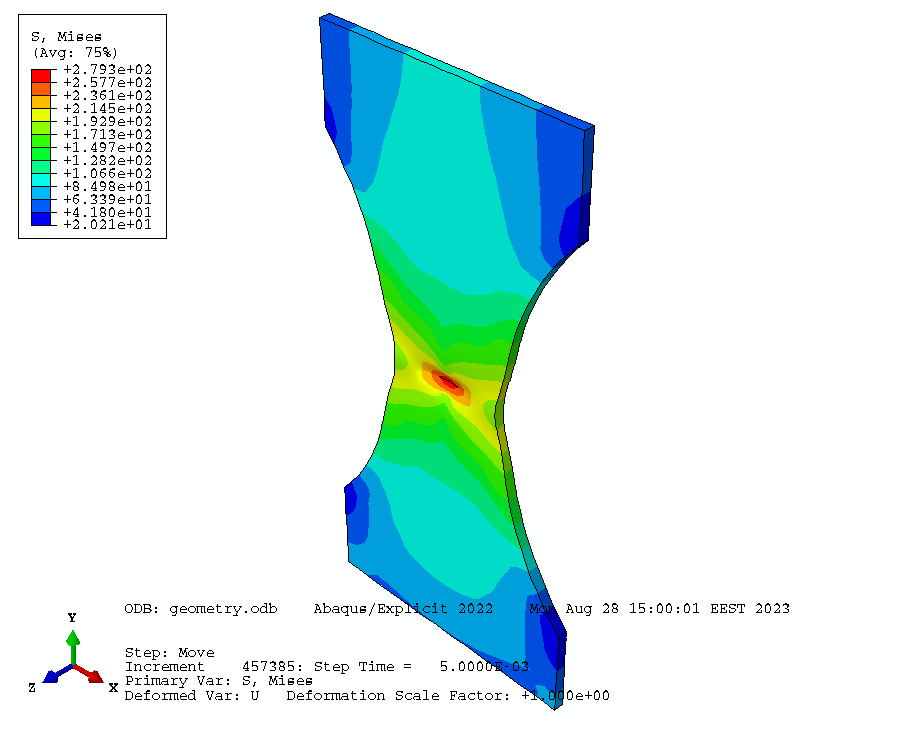 S, Mises
(Avg: 75%)
+2.793e+02
+2.577e+02
+2.361e+02
+2.145e+02
+1.929e+02
+1.713e+02
+1.497e+02
+1.282e+02
+1.066e+02
+8.498e+01
+6.339e+01
+4.180e+01
+2.021e+01
ODB: geometry.odb Abaqus/Explicit 2022 Mon Aug 28 15:00:01 EEST 2023
Y
Z
X
Step: Move
Increment 457385: Step Time = 5.0000E-03
Primary Var: S, Mises
Deformed Var: U Deformation Scale Factor: +1.000e+00